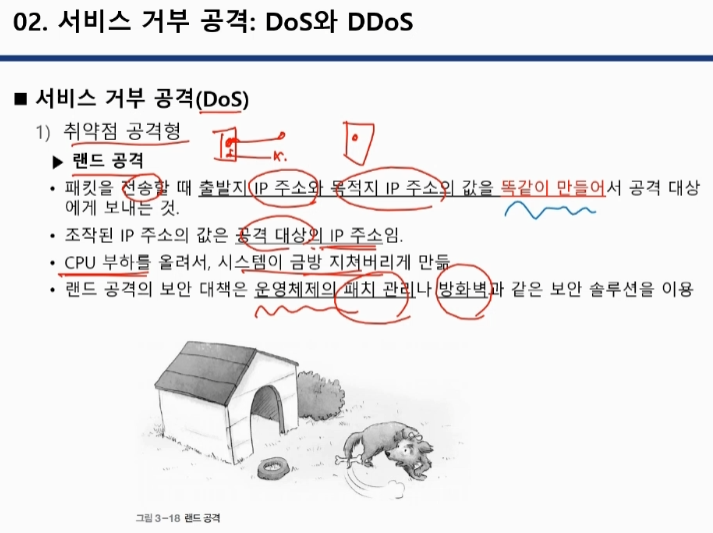 02. 서비스 거부 공격: DoS와 DDoS
■ 서비스 거부 공격(DoS)
1) 취약점 공격형
▶ 랜드 공격
• 패킷을 전송할 때 출발지 IP 주소와 목적지 IP 주소의 값을 똑같이 만들어서 공격 대상
에게 보내는 것.
• 조작된 IP 주소의 값은 공격 대상의 IP 주소임.
• CPU 부하를 올려서, 시스템이 금방 지쳐버리게 만듦
• 랜드 공격의 보안 대책은 운영체제의 패치 관리나 방화벽과 같은 보안 솔루션을 이용
그림 3-18 랜드 공격